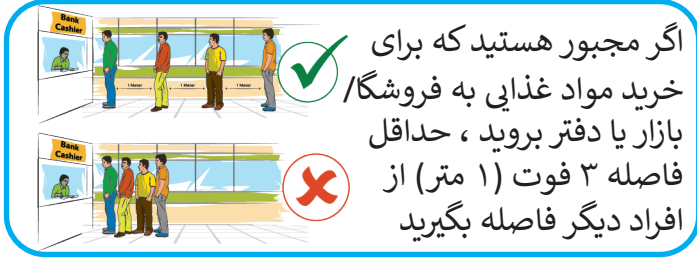 اگر مجبور هستید که برای
خرید مواد غذایی به فروشگا/
بازار یا دفتر بروید ، حداقل
فاصله ۳ فوت (۱ متر) از
افراد دیگر فاصله بگیرید
Bank
Cashier
1 Meter
1 Meter
1 Meter
Bank
Cashier